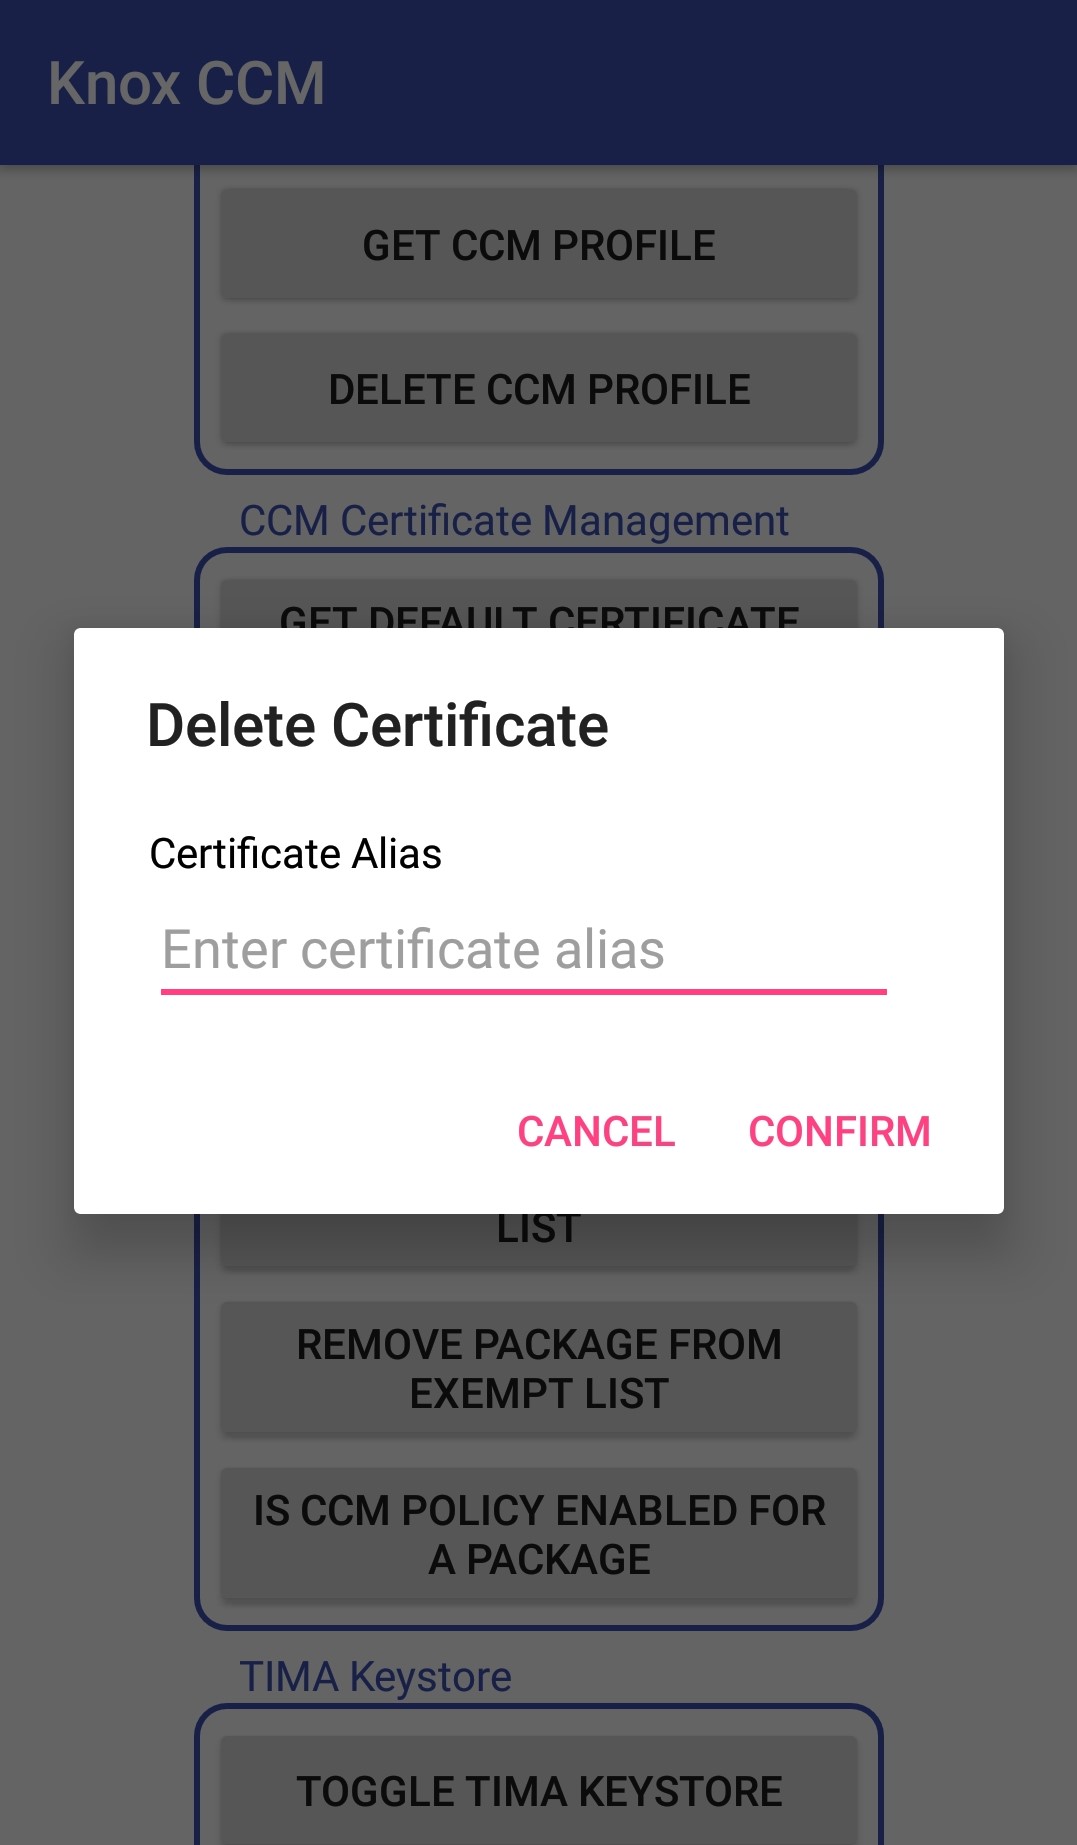 Knox CCM
GET CCM PROFILE
DELETE CCM PROFILE
CCM Certificate Management
GET DEFAULT CERTIFICATE
Delete Certificate
Certificate Alias
Enter certificate alias
CANCEL CONFIRM
LIST
REMOVE PACKAGE FROM
EXEMPT LIST
IS CCM POLICY ENABLED FOR
A PACKAGE
TIMA Keystore
TOGGLE TIMA KEYSTORE